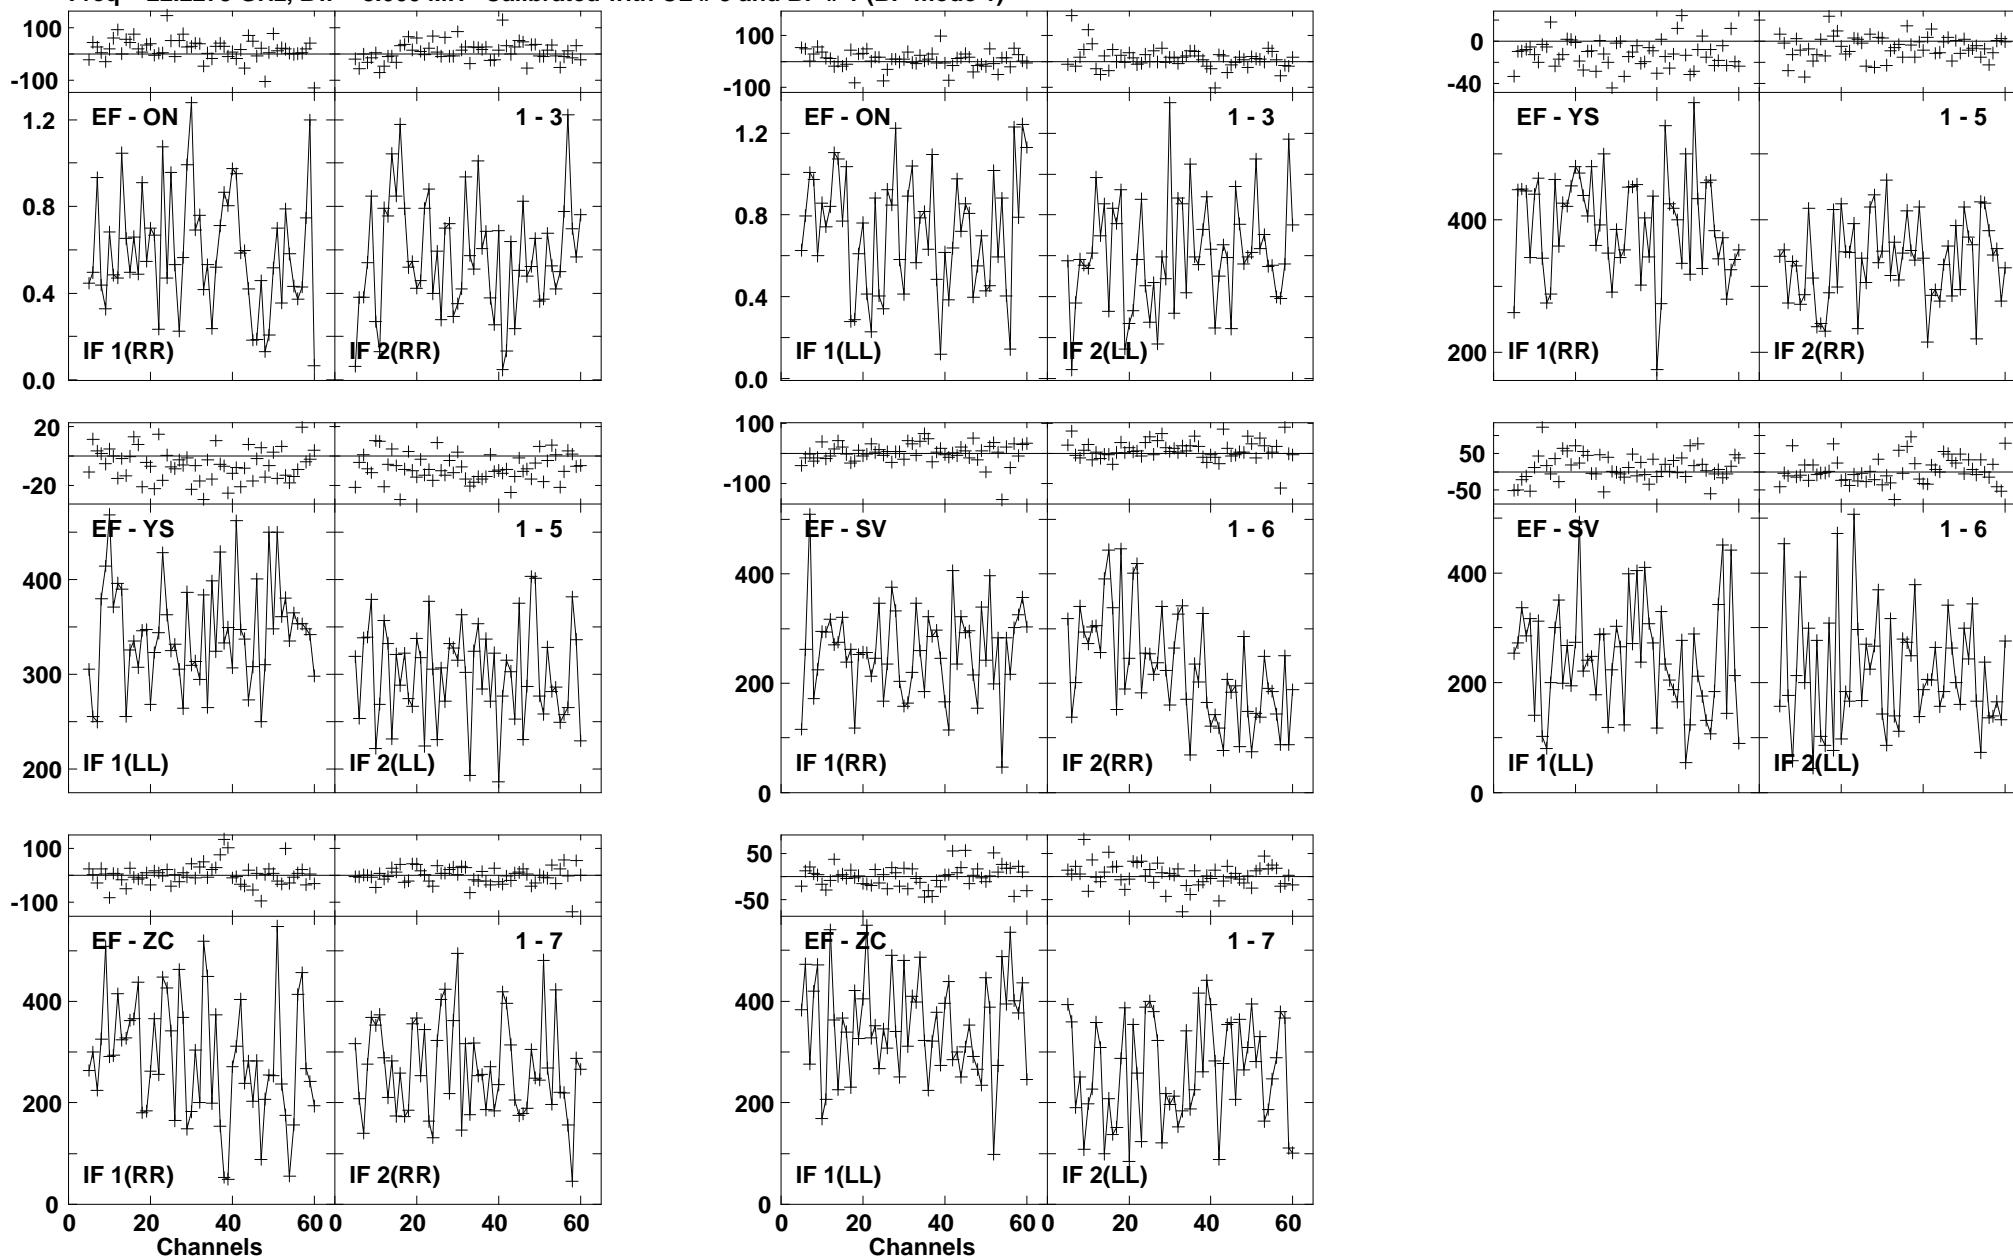 100
-100
EF - ON
1 - 3
1.2
0.8
0.4
0.0
IF 1(RR)
IF 2(RR)
100
-100
EF - ON
1 - 3
1.2
0.8
0.4
0.0
IF 1(LL)
IF 2(LL)
0
-40
EF - YS
1 - 5
400
200
IF 1(RR)
IF 2(RR)
20
-20
EF - YS
1 - 5
400
300
200
IF 1(LL)
IF 2(LL)
100
-100
EF - SV
1 - 6
400
200
0
IF 1(RR)
IF 2(RR)
50
-50
EF - SV
1 - 6
400
200
0
IF 1(LL)
IF 2(LL)
100
-100
EF - ZC
1 - 7
400
200
0
IF 1(RR)
IF 2(RR)
0 20 40 60 0 20 40 60
Channels
50
-50
EF - ZC
1 - 7
400
200
0
IF 1(LL)
IF 2(LL)
0 20 40 60 0 20 40 60
Channels